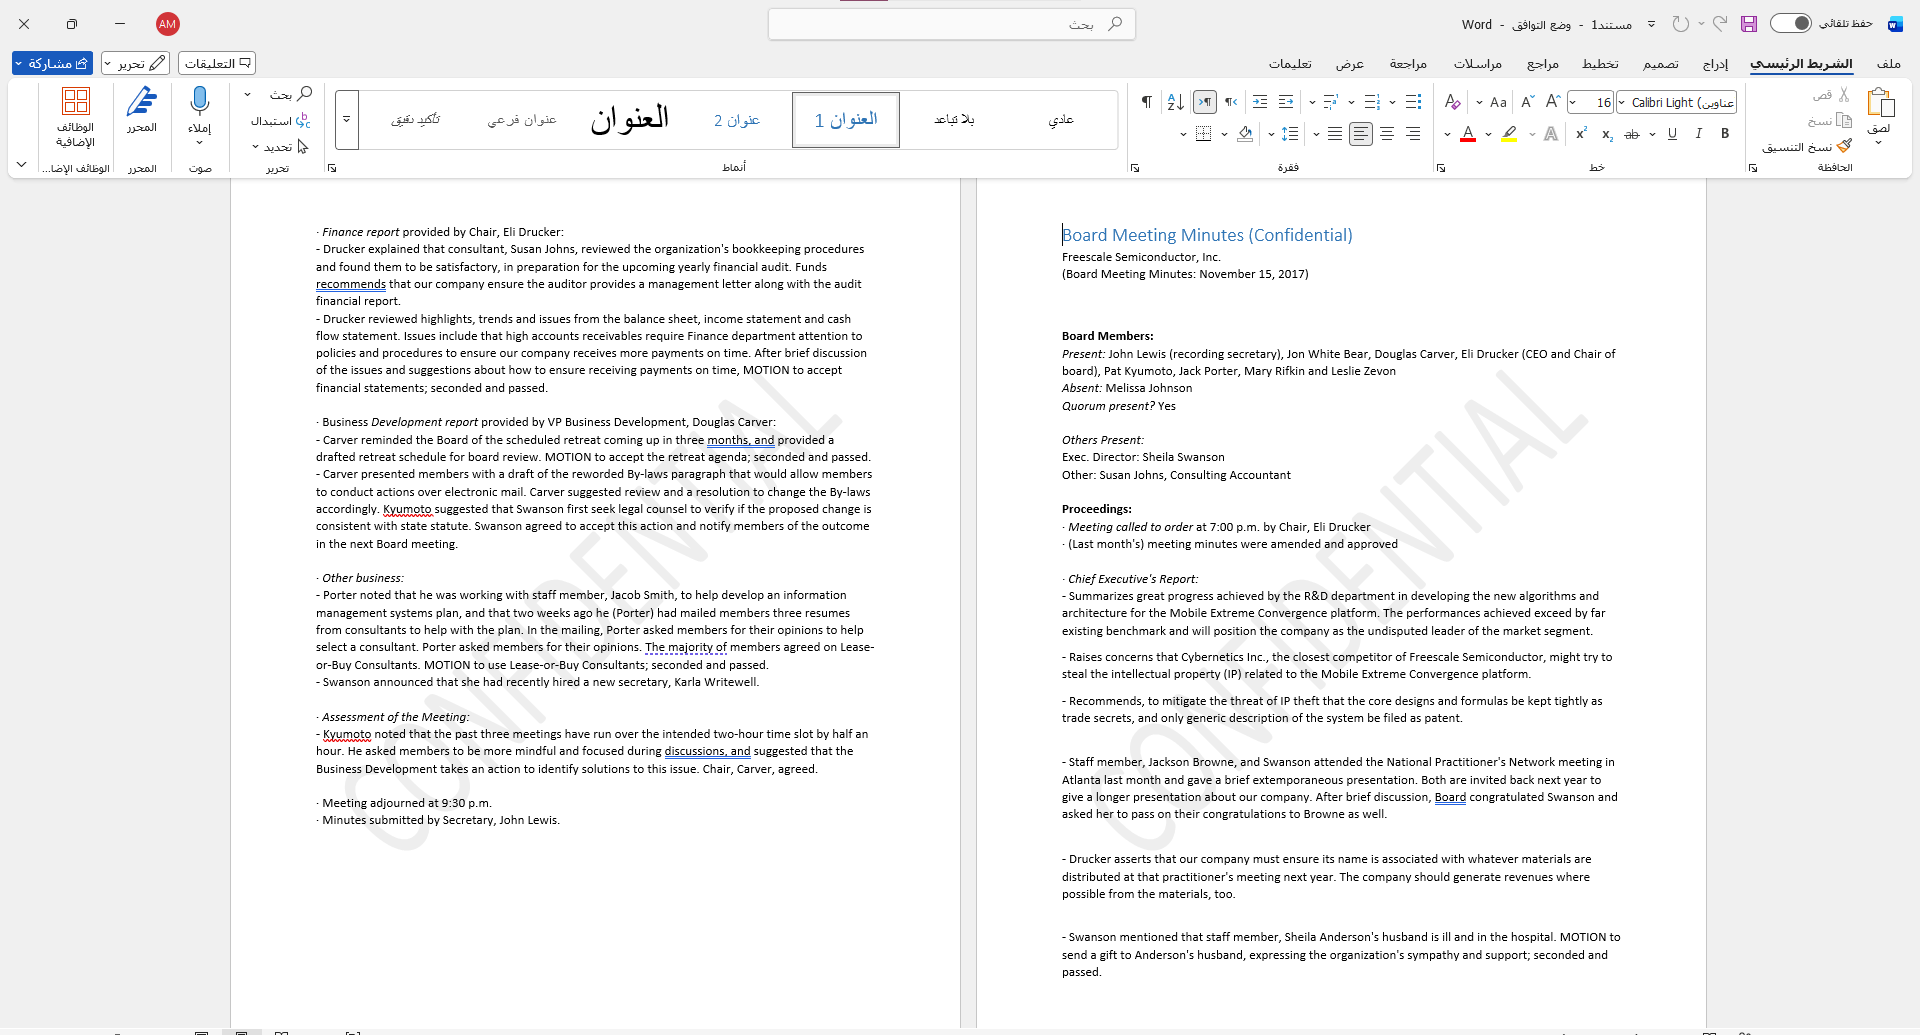 حفظ تلقائي
مستند1 - وضع التوافق - Word
بحث
AM
ملف
الشريط الرئيسي
إدراج
تصميم
تخطيط
مراجع
مراسلات
مراجعة
عرض
تعليمات
التعليقات
تحرير
مشاركة
لصق
قص
نسخ
نسخ التنسيق
الحافظة
Calibri Light (عناوين
16
Aa
B
I
U
ab
خط
فقرة
عادي
بلا تباعد
العنوان 1
عنوان 2
العنوان
عنوان فرعي
تأكيد دقيق
أنماط
بحث
استبدال
تحديد
تحرير
إملاء
صوت
المحرر
المحرر
الوظائف
الإضافية
الوظائف الإضا...
Board Meeting Minutes (Confidential)
Freescale Semiconductor, Inc.
(Board Meeting Minutes: November 15, 2017)
Board Members:
Present: John Lewis (recording secretary), Jon White Bear, Douglas Carver, Eli Drucker (CEO and Chair of
board), Pat Kyumoto, Jack Porter, Mary Rifkin and Leslie Zevon
Absent: Melissa Johnson
Quorum present? Yes
Others Present:
Exec. Director: Sheila Swanson
Other: Susan Johns, Consulting Accountant
Proceedings:
· Meeting called to order at 7:00 p.m. by Chair, Eli Drucker
· (Last month's) meeting minutes were amended and approved
· Chief Executive's Report:
- Summarizes great progress achieved by the R&D department in developing the new algorithms and
architecture for the Mobile Extreme Convergence platform. The performances achieved exceed by far
existing benchmark and will position the company as the undisputed leader of the market segment.
- Raises concerns that Cybernetics Inc., the closest competitor of Freescale Semiconductor, might try to
steal the intellectual property (IP) related to the Mobile Extreme Convergence platform.
- Recommends, to mitigate the threat of IP theft that the core designs and formulas be kept tightly as
trade secrets, and only generic description of the system be filed as patent.
- Staff member, Jackson Browne, and Swanson attended the National Practitioner's Network meeting in
Atlanta last month and gave a brief extemporaneous presentation. Both are invited back next year to
give a longer presentation about our company. After brief discussion, Board congratulated Swanson and
asked her to pass on their congratulations to Browne as well.
- Drucker asserts that our company must ensure its name is associated with whatever materials are
distributed at that practitioner's meeting next year. The company should generate revenues where
possible from the materials, too.
- Swanson mentioned that staff member, Sheila Anderson's husband is ill and in the hospital. MOTION to
send a gift to Anderson's husband, expressing the organization's sympathy and support; seconded and
passed.
CONFIDENTIAL
· Finance report provided by Chair, Eli Drucker:
- Drucker explained that consultant, Susan Johns, reviewed the organization's bookkeeping procedures
and found them to be satisfactory, in preparation for the upcoming yearly financial audit. Funds
recommends that our company ensure the auditor provides a management letter along with the audit
financial report.
- Drucker reviewed highlights, trends and issues from the balance sheet, income statement and cash
flow statement. Issues include that high accounts receivables require Finance department attention to
policies and procedures to ensure our company receives more payments on time. After brief discussion
of the issues and suggestions about how to ensure receiving payments on time, MOTION to accept
financial statements; seconded and passed.
· Business Development report provided by VP Business Development, Douglas Carver:
- Carver reminded the Board of the scheduled retreat coming up in three months, and provided a
drafted retreat schedule for board review. MOTION to accept the retreat agenda; seconded and passed.
- Carver presented members with a draft of the reworded By-laws paragraph that would allow members
to conduct actions over electronic mail. Carver suggested review and a resolution to change the By-laws
accordingly. Kyumoto suggested that Swanson first seek legal counsel to verify if the proposed change is
consistent with state statute. Swanson agreed to accept this action and notify members of the outcome
in the next Board meeting.
· Other business:
- Porter noted that he was working with staff member, Jacob Smith, to help develop an information
management systems plan, and that two weeks ago he (Porter) had mailed members three resumes
from consultants to help with the plan. In the mailing, Porter asked members for their opinions to help
select a consultant. Porter asked members for their opinions. The majority of members agreed on Lease-
or-Buy Consultants. MOTION to use Lease-or-Buy Consultants; seconded and passed.
- Swanson announced that she had recently hired a new secretary, Karla Writewell.
· Assessment of the Meeting:
- Kyumoto noted that the past three meetings have run over the intended two-hour time slot by half an
hour. He asked members to be more mindful and focused during discussions, and suggested that the
Business Development takes an action to identify solutions to this issue. Chair, Carver, agreed.
· Meeting adjourned at 9:30 p.m.
· Minutes submitted by Secretary, John Lewis.
CONFIDENTIAL